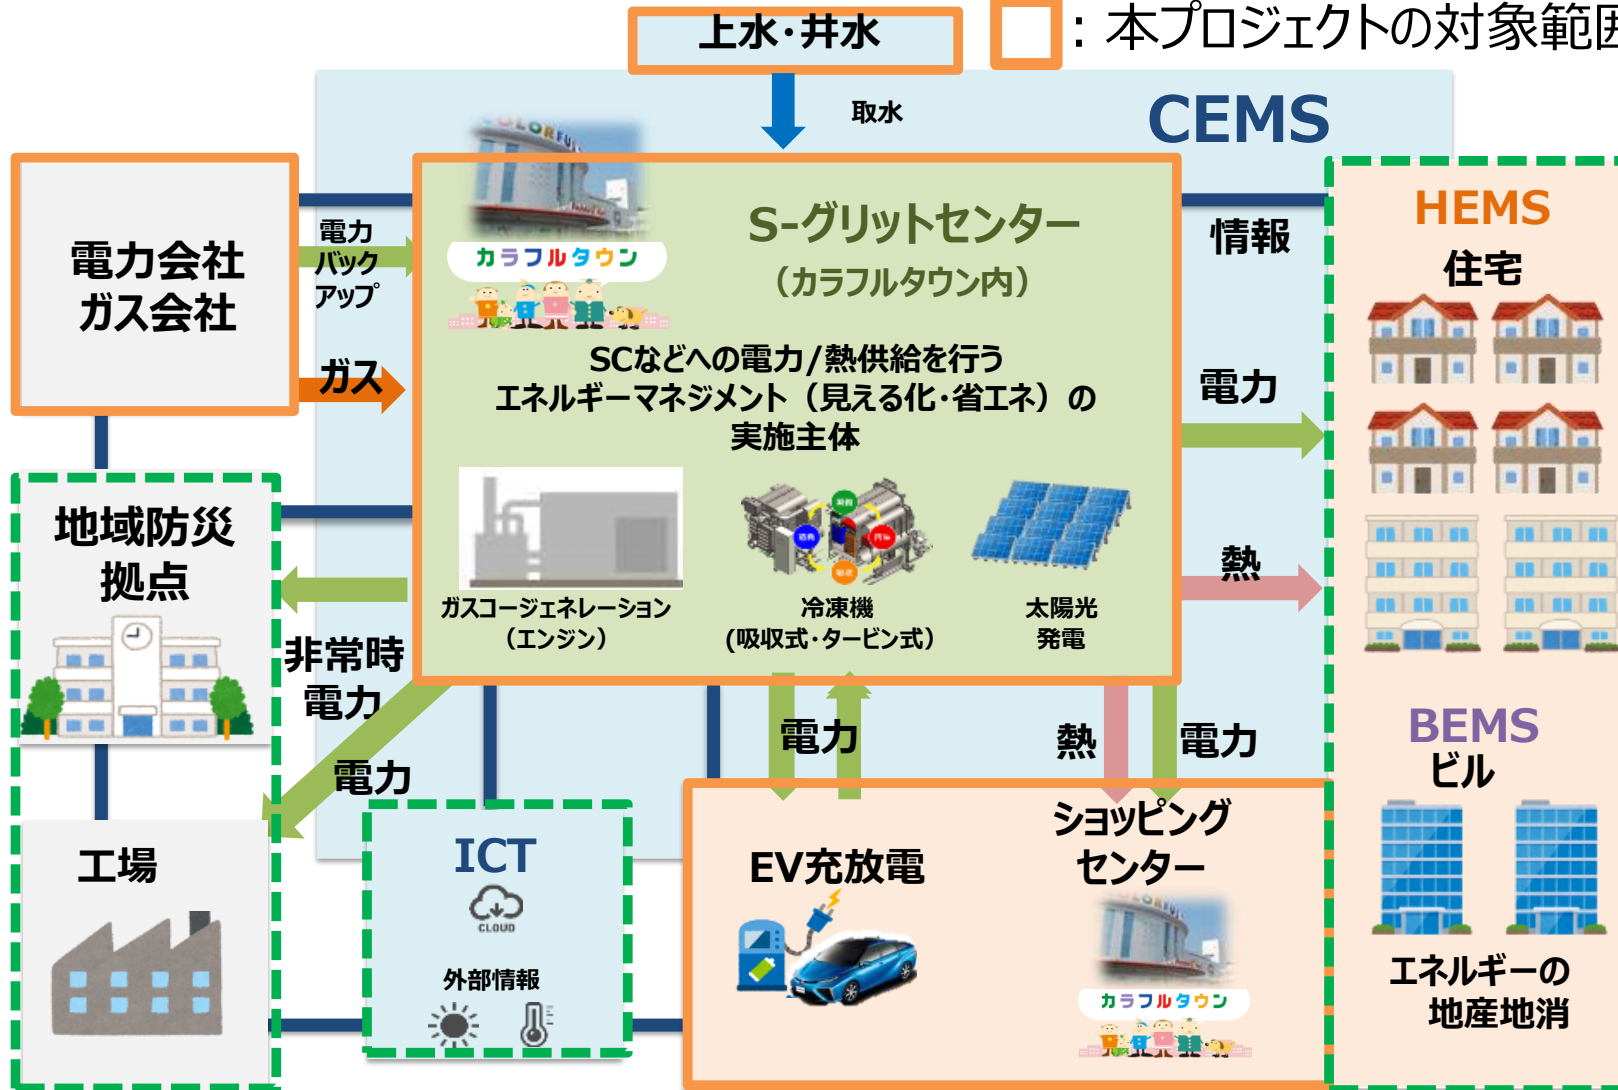 上水･井水
：本プロジェクトの対象範囲
取水
CEMS
電力会社
ガス会社
電力
バック
アップ
ガス
COLORFUL
カラフルタウン
S-グリットセンター
（カラフルタウン内）
SCなどへの電力/熱供給を行う
エネルギーマネジメント（見える化・省エネ）の
実施主体
ガスコージェネレーション
（エンジン）
冷凍機
(吸収式・タービン式）
太陽光
発電
情報
電力
熱
HEMS
住宅
BEMS
ビル
エネルギーの
地産地消
地域防災
拠点
非常時
電力
電力
工場
ICT
CLOUD
外部情報
電力
熱
電力
EV充放電
ショッピング
センター
COLORFUL
カラフルタウン